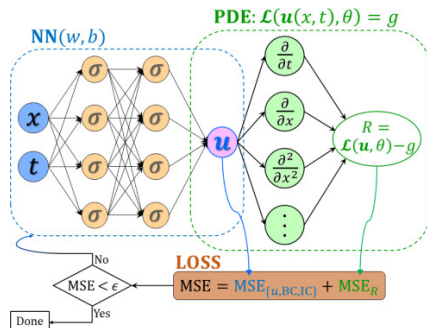 PDE: 𝓛(u(x, t), θ) = g
NN(w, b)
x
t
σ σ
σ σ
σ σ
σ σ
u
∂/∂t
∂/∂x
∂²/∂x²
⋮
R =
𝓛(u, θ)−g
LOSS
MSE = MSE{u,BC,IC} + MSE_R
No
MSE < ϵ
Yes
Done